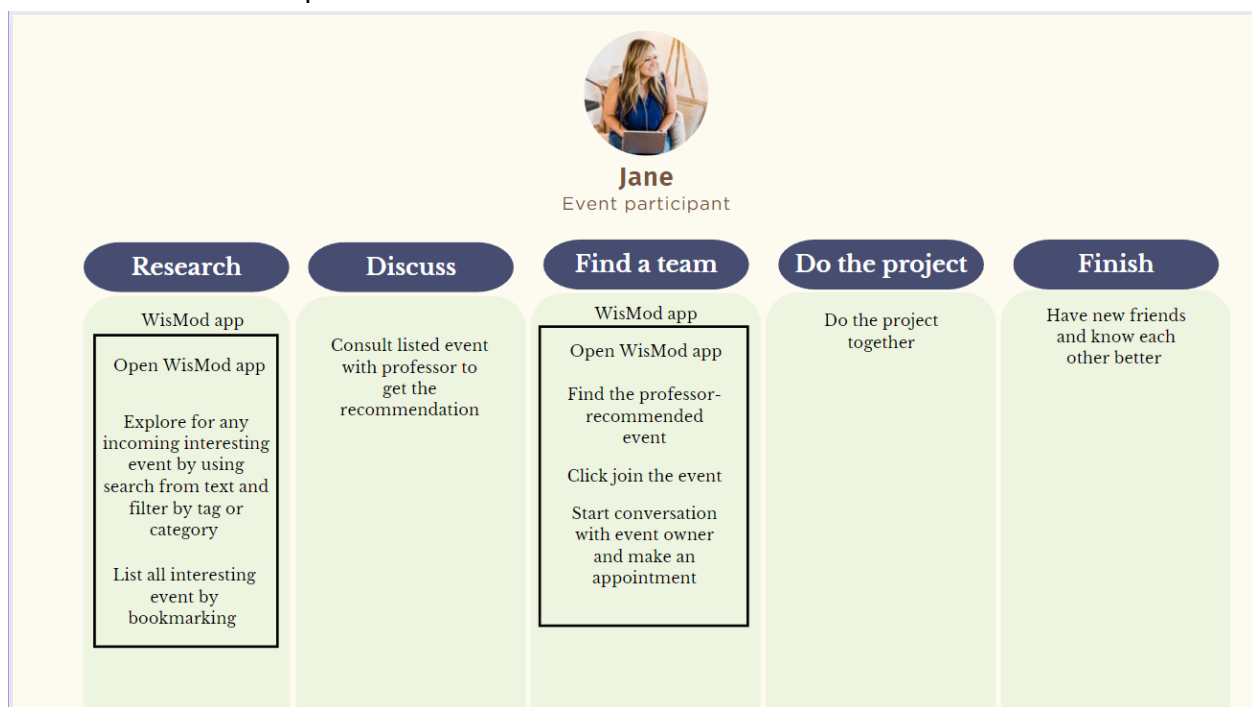 Jane
Event participant
Research
WisMod app
Open WisMod app
Explore for any
incoming interesting
event by using
search from text and
filter by tag or
category
List all interesting
event by
bookmarking
Discuss
Consult listed event
with professor to
get the
recommendation
Find a team
WisMod app
Open WisMod app
Find the professor-
recommended
event
Click join the event
Start conversation
with event owner
and make an
appointment
Do the project
Do the project
together
Finish
Have new friends
and know each
other better